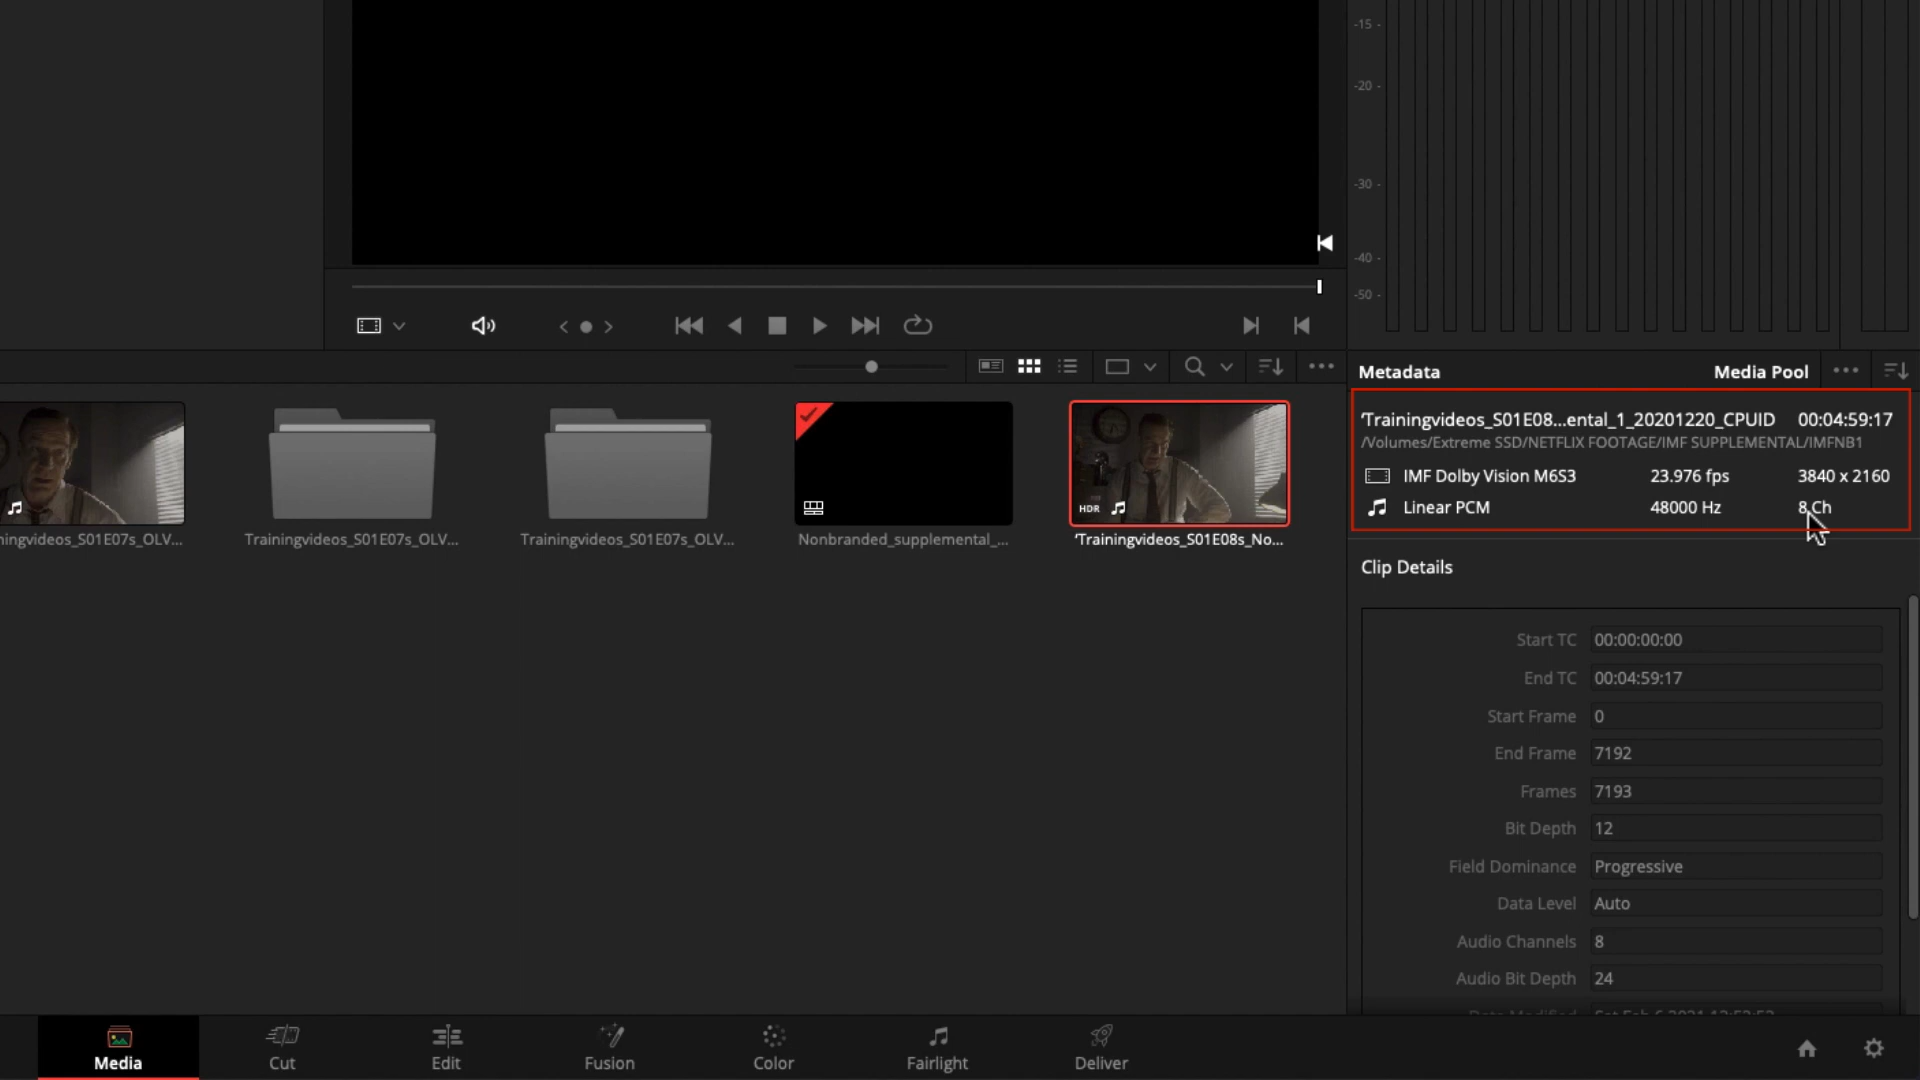 -15 -
-20 -
-30 -
-40 -
-50 -
Metadata Media Pool
'Trainingvideos_S01E08...ental_1_20201220_CPUID 00:04:59:17
/Volumes/Extreme SSD/NETFLIX FOOTAGE/IMF SUPPLEMENTAL/IMFNB1
IMF Dolby Vision M6S3 23.976 fps 3840 x 2160
Linear PCM 48000 Hz 8 Ch
HDR
ningvideos_S01E07s_OLV...
Trainingvideos_S01E07s_OLV...
Trainingvideos_S01E07s_OLV...
Nonbranded_supplemental_...
'Trainingvideos_S01E08s_No...
Clip Details
Start TC 00:00:00:00
End TC 00:04:59:17
Start Frame 0
End Frame 7192
Frames 7193
Bit Depth 12
Field Dominance Progressive
Data Level Auto
Audio Channels 8
Audio Bit Depth 24
Media Cut Edit Fusion Color Fairlight Deliver